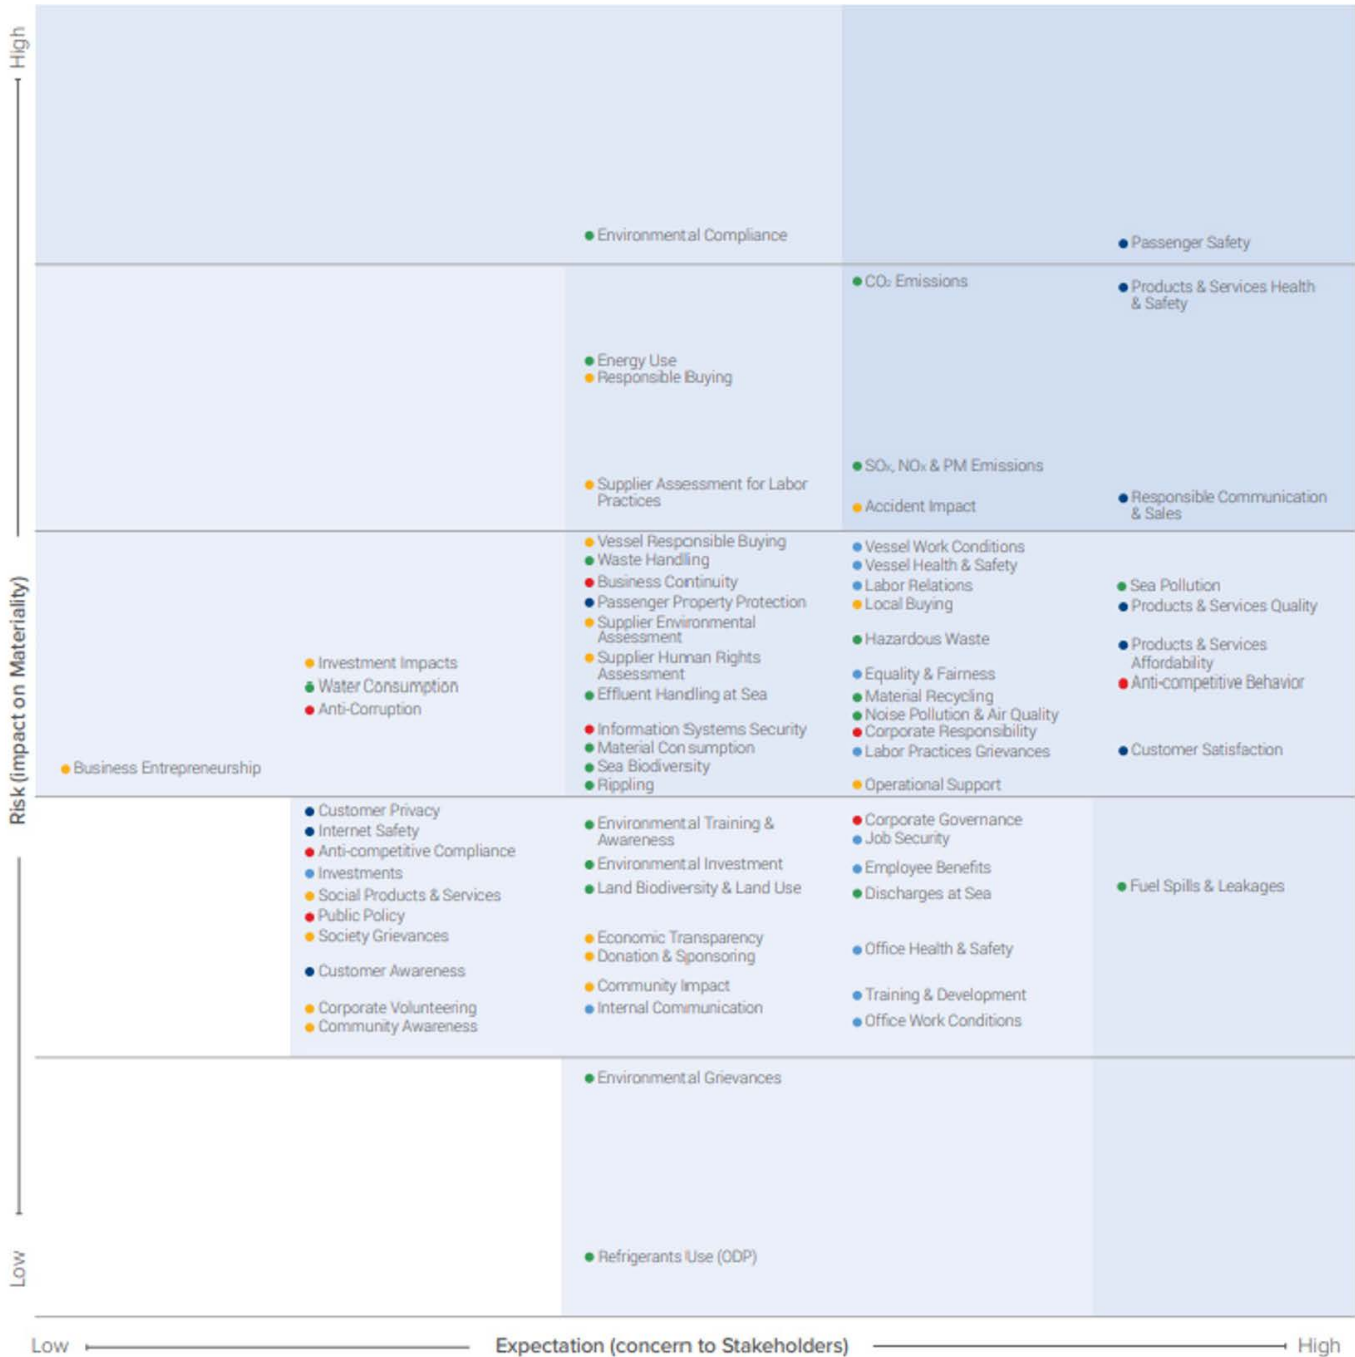 High
Environmental Compliance
Passenger Safety
CO₂ Emissions
Products & Services Health
& Safety
Energy Use
Responsible Buying
SOₓ, NOₓ & PM Emissions
Supplier Assessment for Labor
Practices
Accident Impact
Responsible Communication
& Sales
Risk (impact on Materiality)
Business Entrepreneurship
Investment Impacts
Water Consumption
Anti-Corruption
Vessel Responsible Buying
Waste Handling
Business Continuity
Passenger Property Protection
Supplier Environmental
Assessment
Supplier Human Rights
Assessment
Effluent Handling at Sea
Information Systems Security
Material Consumption
Sea Biodiversity
Rippling
Vessel Work Conditions
Vessel Health & Safety
Labor Relations
Local Buying
Hazardous Waste
Equality & Fairness
Material Recycling
Noise Pollution & Air Quality
Corporate Responsibility
Labor Practices Grievances
Operational Support
Sea Pollution
Products & Services Quality
Products & Services
Affordability
Anti-competitive Behavior
Customer Satisfaction
Customer Privacy
Internet Safety
Anti-competitive Compliance
Investments
Social Products & Services
Public Policy
Society Grievances
Customer Awareness
Corporate Volunteering
Community Awareness
Environmental Training &
Awareness
Environmental Investment
Land Biodiversity & Land Use
Economic Transparency
Donation & Sponsoring
Community Impact
Internal Communication
Corporate Governance
Job Security
Employee Benefits
Discharges at Sea
Office Health & Safety
Training & Development
Office Work Conditions
Fuel Spills & Leakages
Environmental Grievances
Refrigerants Use (ODP)
Low
Low
Expectation (concern to Stakeholders)
High